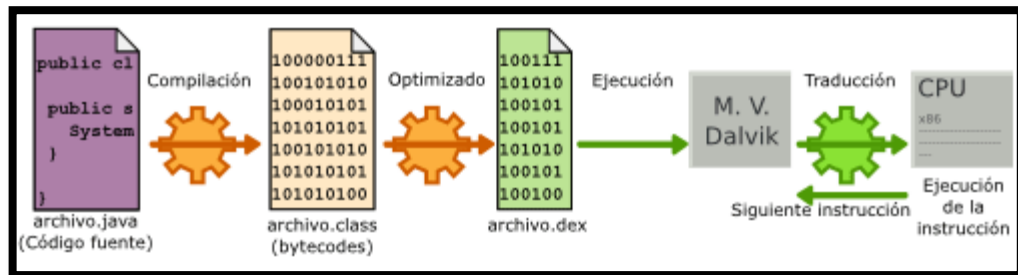 public cl
public s
System
}
}
archivo.java
(Código fuente)
Compilación
100000111
100101010
100010101
101010101
100101010
101010101
101010100
archivo.class
(bytecodes)
Optimizado
100111
101010
100101
100101
101010
100101
100100
archivo.dex
Ejecución
M. V.
Dalvik
Traducción
Siguiente instrucción
CPU
x86
Ejecución
de la
instrucción